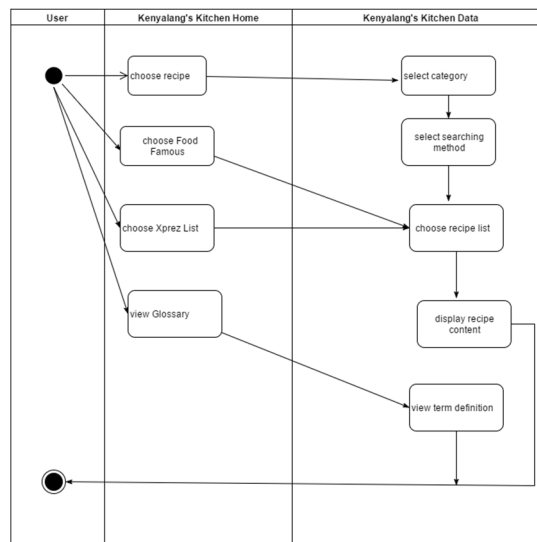 User
Kenyalang's Kitchen Home
Kenyalang's Kitchen Data
choose recipe
select category
choose Food
Famous
select searching
method
choose Xprez List
choose recipe list
view Glossary
display recipe
content
view term definition